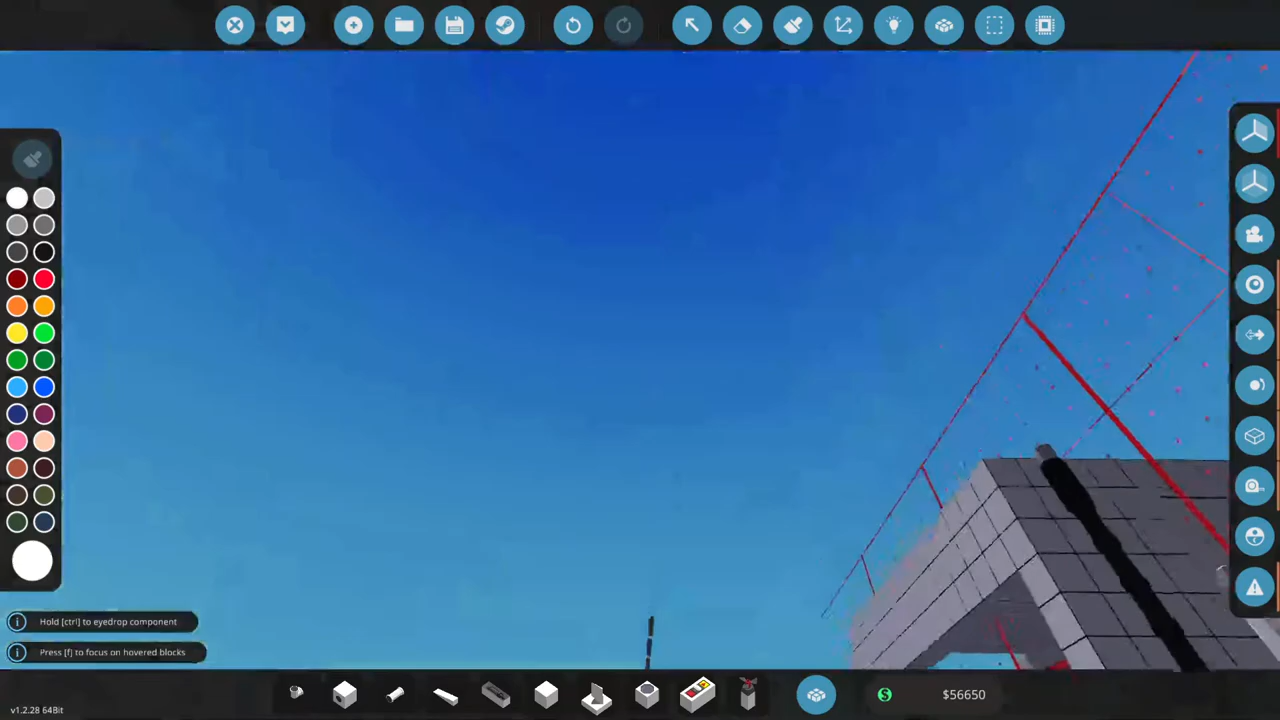 Hold [ctrl] to eyedrop component
Press [f] to focus on hovered blocks
v1.2.28 64Bit
$56650